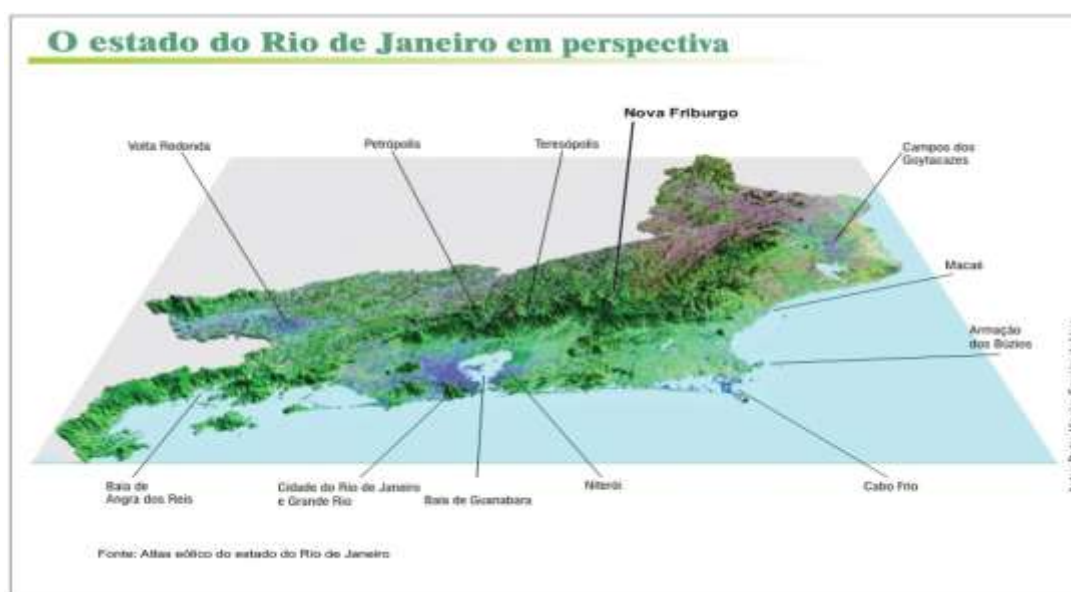 O estado do Rio de Janeiro em perspectiva
Nova Friburgo
Volta Redonda
Petrópolis
Teresópolis
Campos dos
Goytacazes
Macaé
Armação
dos Búzios
Baia de
Angra dos Reis
Cidade do Rio de Janeiro
e Grande Rio
Baia de Guanabara
Niterói
Cabo Frio
Fonte: Atlas eólico do estado do Rio de Janeiro